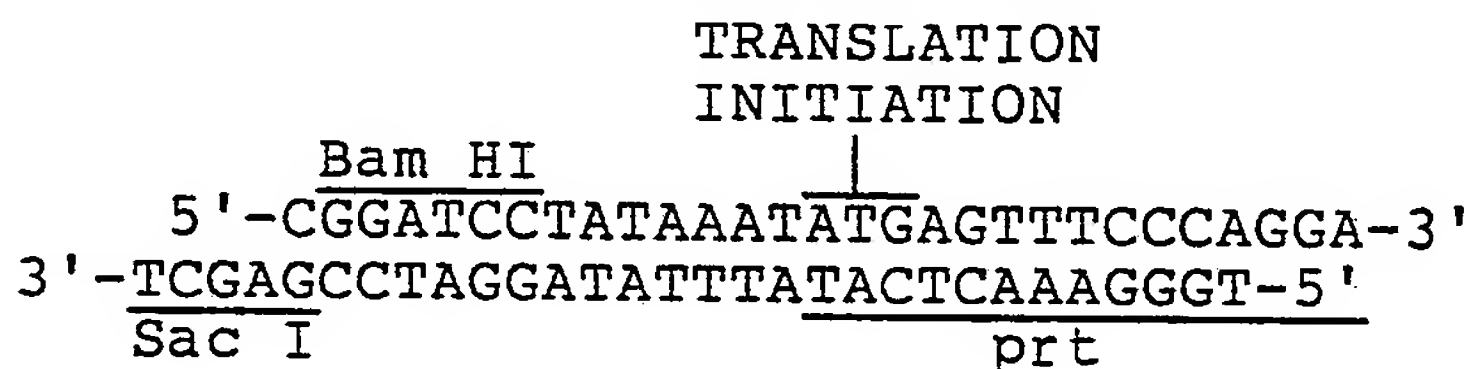 TRANSLATION
INITIATION
Bam HI
5'-CGGATCCTATAAATATGAGTTTCCCAGGA-3'
3'-TCGAGCCTAGGATATTTATACTCAAAGGGT-5'
Sac I prt